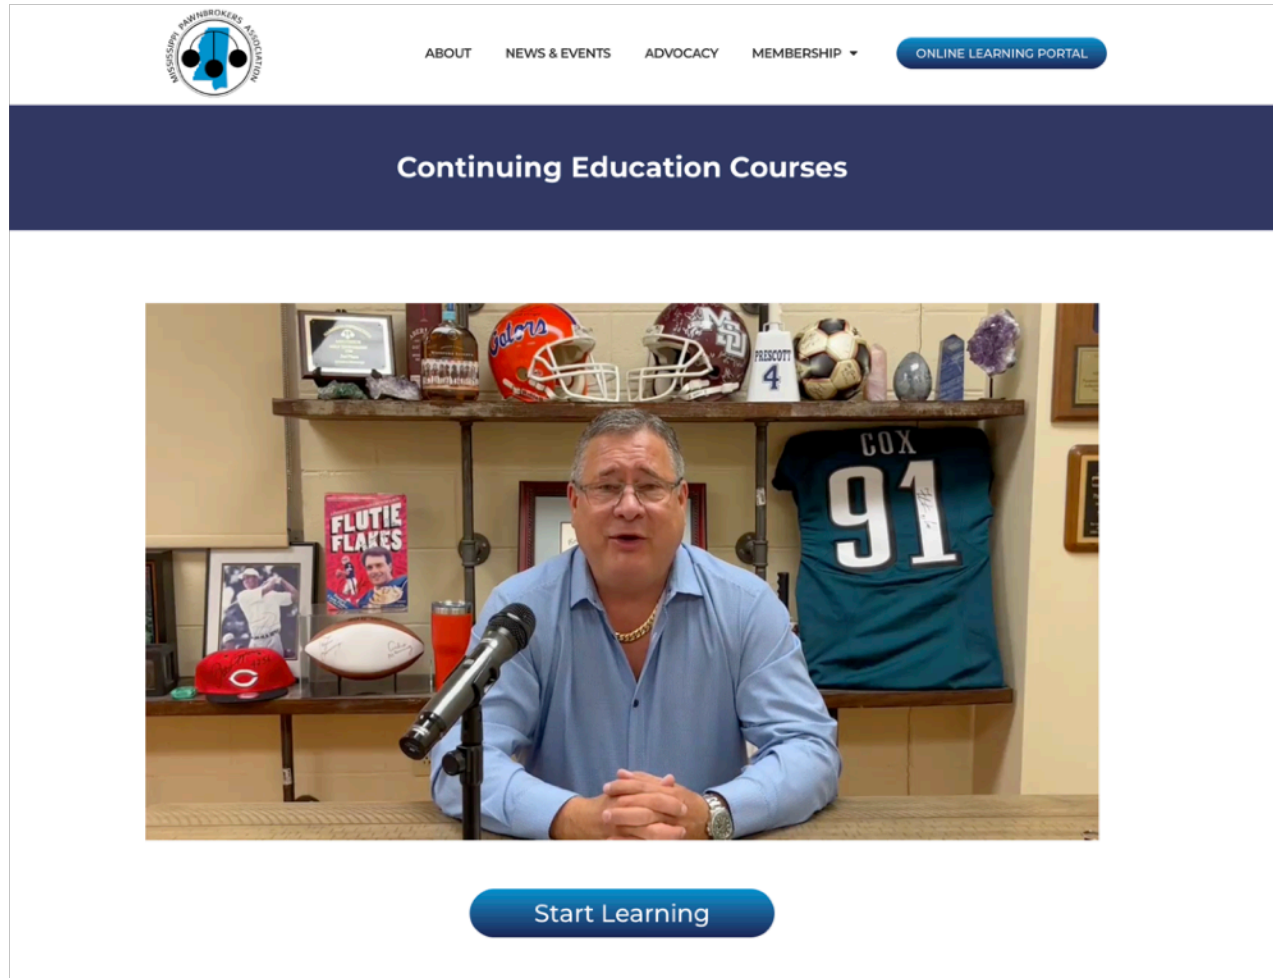 MISSISSIPPI PAWNBROKERS ASSOCIATION
ABOUT
NEWS & EVENTS
ADVOCACY
MEMBERSHIP
ONLINE LEARNING PORTAL
Continuing Education Courses
Gators
MSU
PRESCOTT
4
COX
91
FLUTIE
FLAKES
C
Start Learning